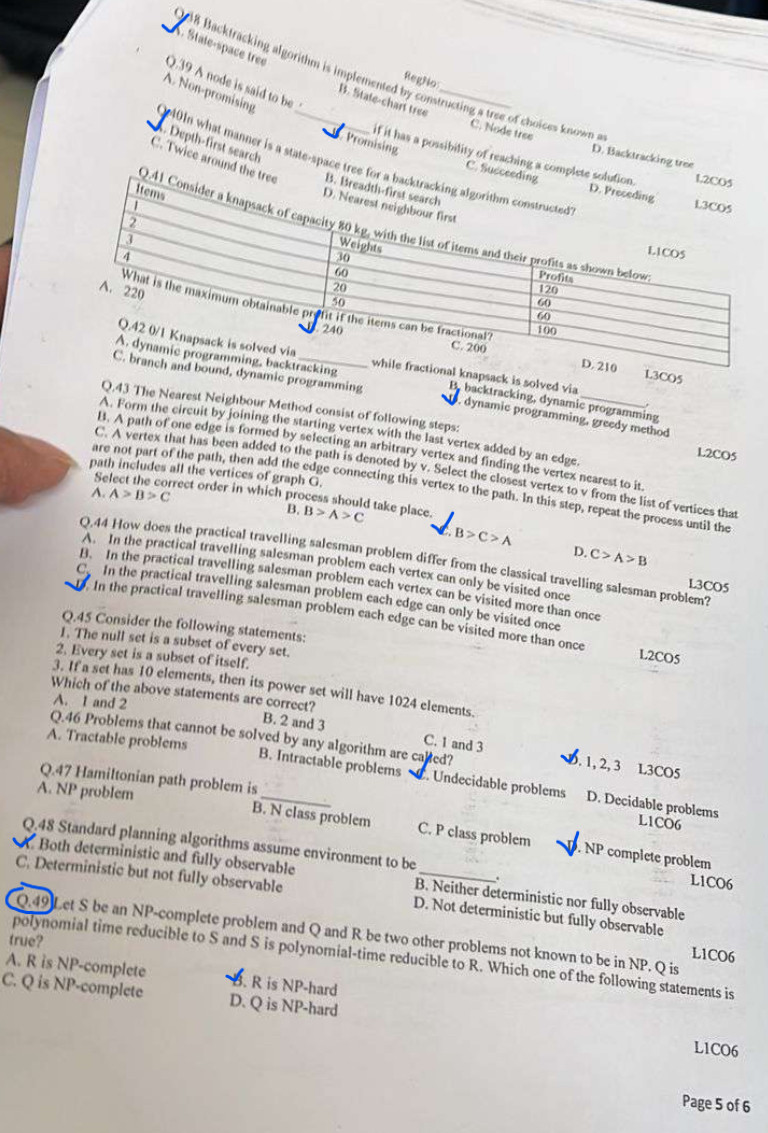 RegNo:
Q.38 Backtracking algorithm is implemented by constructing a tree of choices known as
A. State-space tree B. State-chart tree C. Node tree D. Backtracking tree
L2CO5
Q.39 A node is said to be ________ if it has a possibility of reaching a complete solution.
A. Non-promising B. Promising C. Succeeding D. Preceding
L3CO5
Q.40In what manner is a state-space tree for a backtracking algorithm constructed?
A. Depth-first search B. Breadth-first search
C. Twice around the tree D. Nearest neighbour first
L1CO5
Q.41 Consider a knapsack of capacity 80 kg, with the list of items and their profits as shown below:
Items Weights Profits
1 30 120
2 60 60
3 20 60
4 50 100
What is the maximum obtainable profit if the items can be fractional?
A. 220 B. 240 C. 200 D. 210 L3CO5
Q.42 0/1 Knapsack is solved via ________ while fractional knapsack is solved via ________.
A. dynamic programming, backtracking B. backtracking, dynamic programming
C. branch and bound, dynamic programming D. dynamic programming, greedy method
L2CO5
Q.43 The Nearest Neighbour Method consist of following steps:
A. Form the circuit by joining the starting vertex with the last vertex added by an edge.
B. A path of one edge is formed by selecting an arbitrary vertex and finding the vertex nearest to it.
C. A vertex that has been added to the path is denoted by v. Select the closest vertex to v from the list of vertices that
are not part of the path, then add the edge connecting this vertex to the path. In this step, repeat the process until the
path includes all the vertices of graph G.
Select the correct order in which process should take place.
A. A > B > C B. B > A > C C. B > C > A D. C > A > B
L3CO5
Q.44 How does the practical travelling salesman problem differ from the classical travelling salesman problem?
A. In the practical travelling salesman problem each vertex can only be visited once
B. In the practical travelling salesman problem each vertex can be visited more than once
C. In the practical travelling salesman problem each edge can only be visited once
D. In the practical travelling salesman problem each edge can be visited more than once
L2CO5
Q.45 Consider the following statements:
1. The null set is a subset of every set.
2. Every set is a subset of itself.
3. If a set has 10 elements, then its power set will have 1024 elements.
Which of the above statements are correct?
A. 1 and 2 B. 2 and 3 C. 1 and 3 D. 1, 2, 3 L3CO5
Q.46 Problems that cannot be solved by any algorithm are called?
A. Tractable problems B. Intractable problems C. Undecidable problems D. Decidable problems
L1CO6
Q.47 Hamiltonian path problem is ________
A. NP problem B. N class problem C. P class problem D. NP complete problem
L1CO6
Q.48 Standard planning algorithms assume environment to be ________.
A. Both deterministic and fully observable B. Neither deterministic nor fully observable
C. Deterministic but not fully observable D. Not deterministic but fully observable
L1CO6
Q.49 Let S be an NP-complete problem and Q and R be two other problems not known to be in NP. Q is
polynomial time reducible to S and S is polynomial-time reducible to R. Which one of the following statements is
true?
A. R is NP-complete B. R is NP-hard
C. Q is NP-complete D. Q is NP-hard
L1CO6
Page 5 of 6